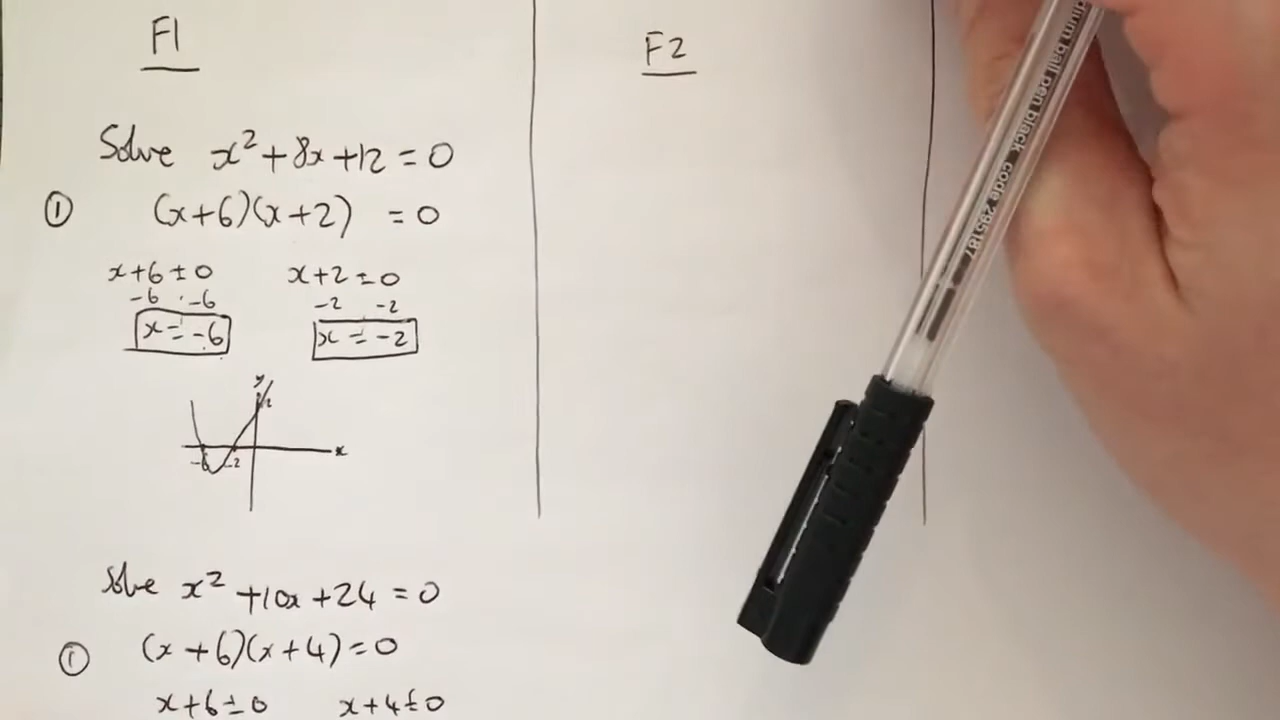 F1
Solve x² + 8x + 12 = 0
① (x+6)(x+2) = 0
x+6 = 0 x+2 = 0
-6 -6 -2 -2
x = -6 x = -2
y
12
x
-6 -2
Solve x² + 10x + 24 = 0
① (x+6)(x+4) = 0
x+6 = 0 x+4 = 0
F2
dium ball pen black code 295187